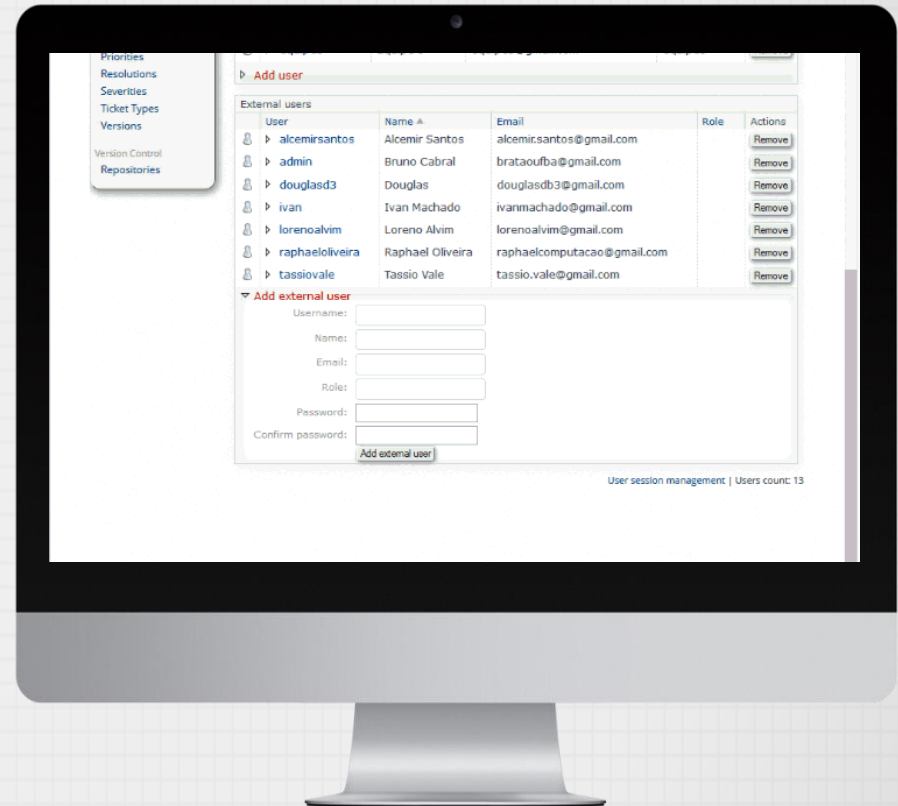 Priorities
Resolutions
Severities
Ticket Types
Versions
Version Control
Repositories
Add user
External users
User Name Email Role Actions
alcemirsantos Alcemir Santos alcemir.santos@gmail.com Remove
admin Bruno Cabral brataoufba@gmail.com Remove
douglasd3 Douglas douglasdb3@gmail.com Remove
ivan Ivan Machado ivanmachado@gmail.com Remove
lorenoalvim Loreno Alvim lorenoalvim@gmail.com Remove
raphaeloliveira Raphael Oliveira raphaelcomputacao@gmail.com Remove
tassiovale Tassio Vale tassio.vale@gmail.com Remove
Add external user
Username:
Name:
Email:
Role:
Password:
Confirm password:
Add external user
User session management | Users count: 13